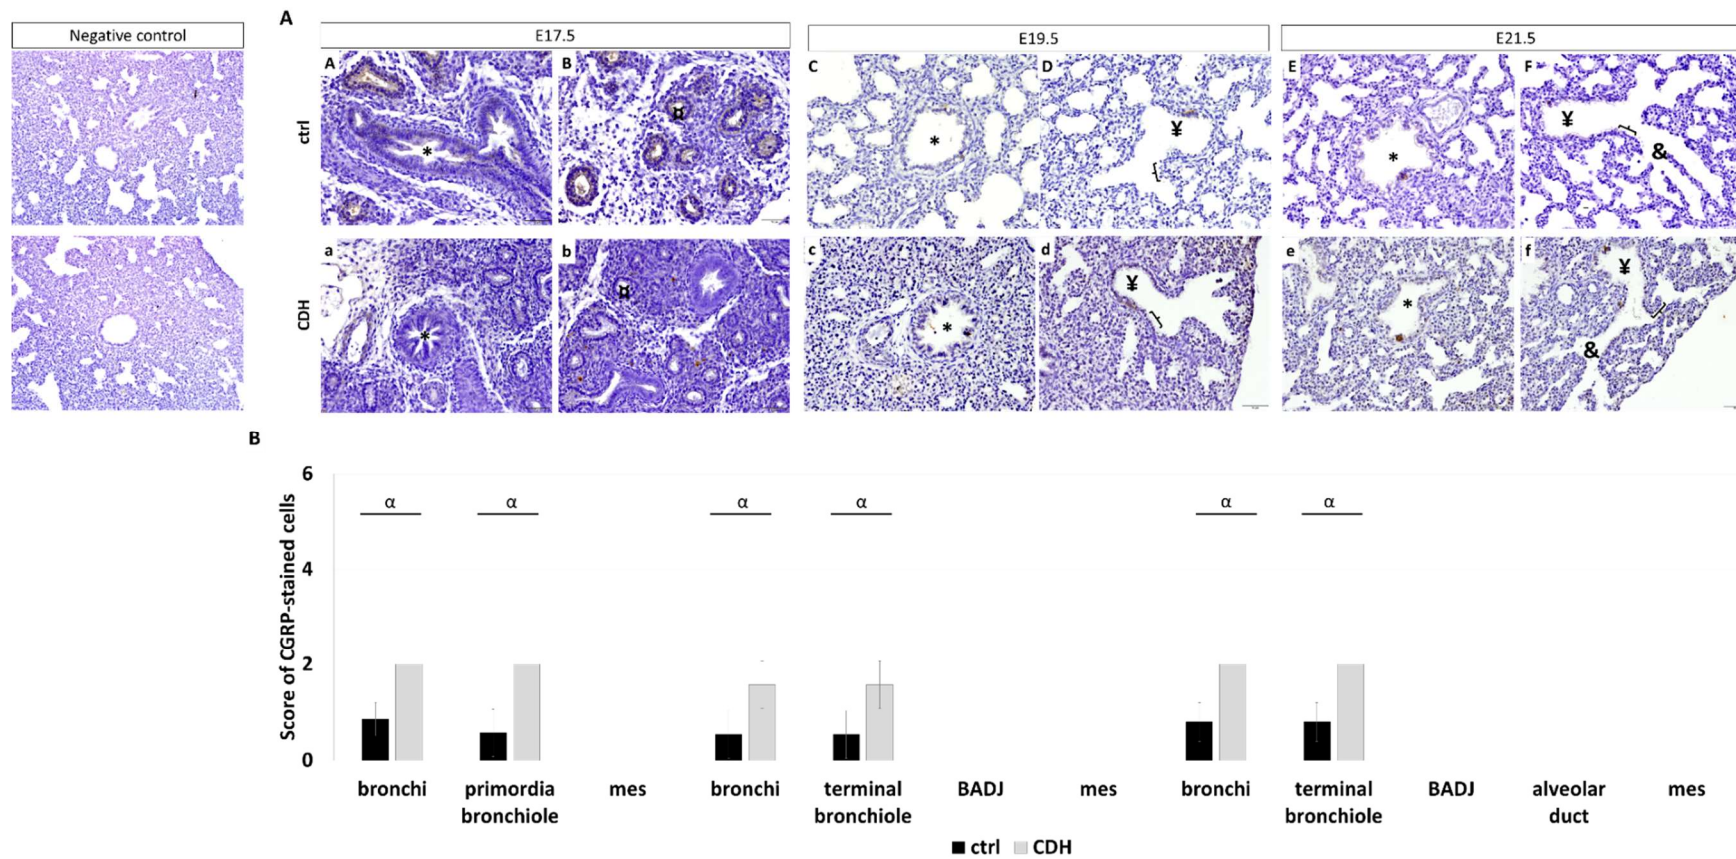 A
Negative control
E17.5
E19.5
E21.5
ctrl
A
*
B
¤
C
*
D
¥
E
*
F
¥
&
CDH
a
*
b
¤
c
*
d
¥
e
*
f
¥
&
B
Score of CGRP-stained cells
6
4
2
0
α α α α α α
bronchi primordia bronchiole mes bronchi terminal bronchiole BADJ mes bronchi terminal bronchiole BADJ alveolar duct mes
ctrl CDH